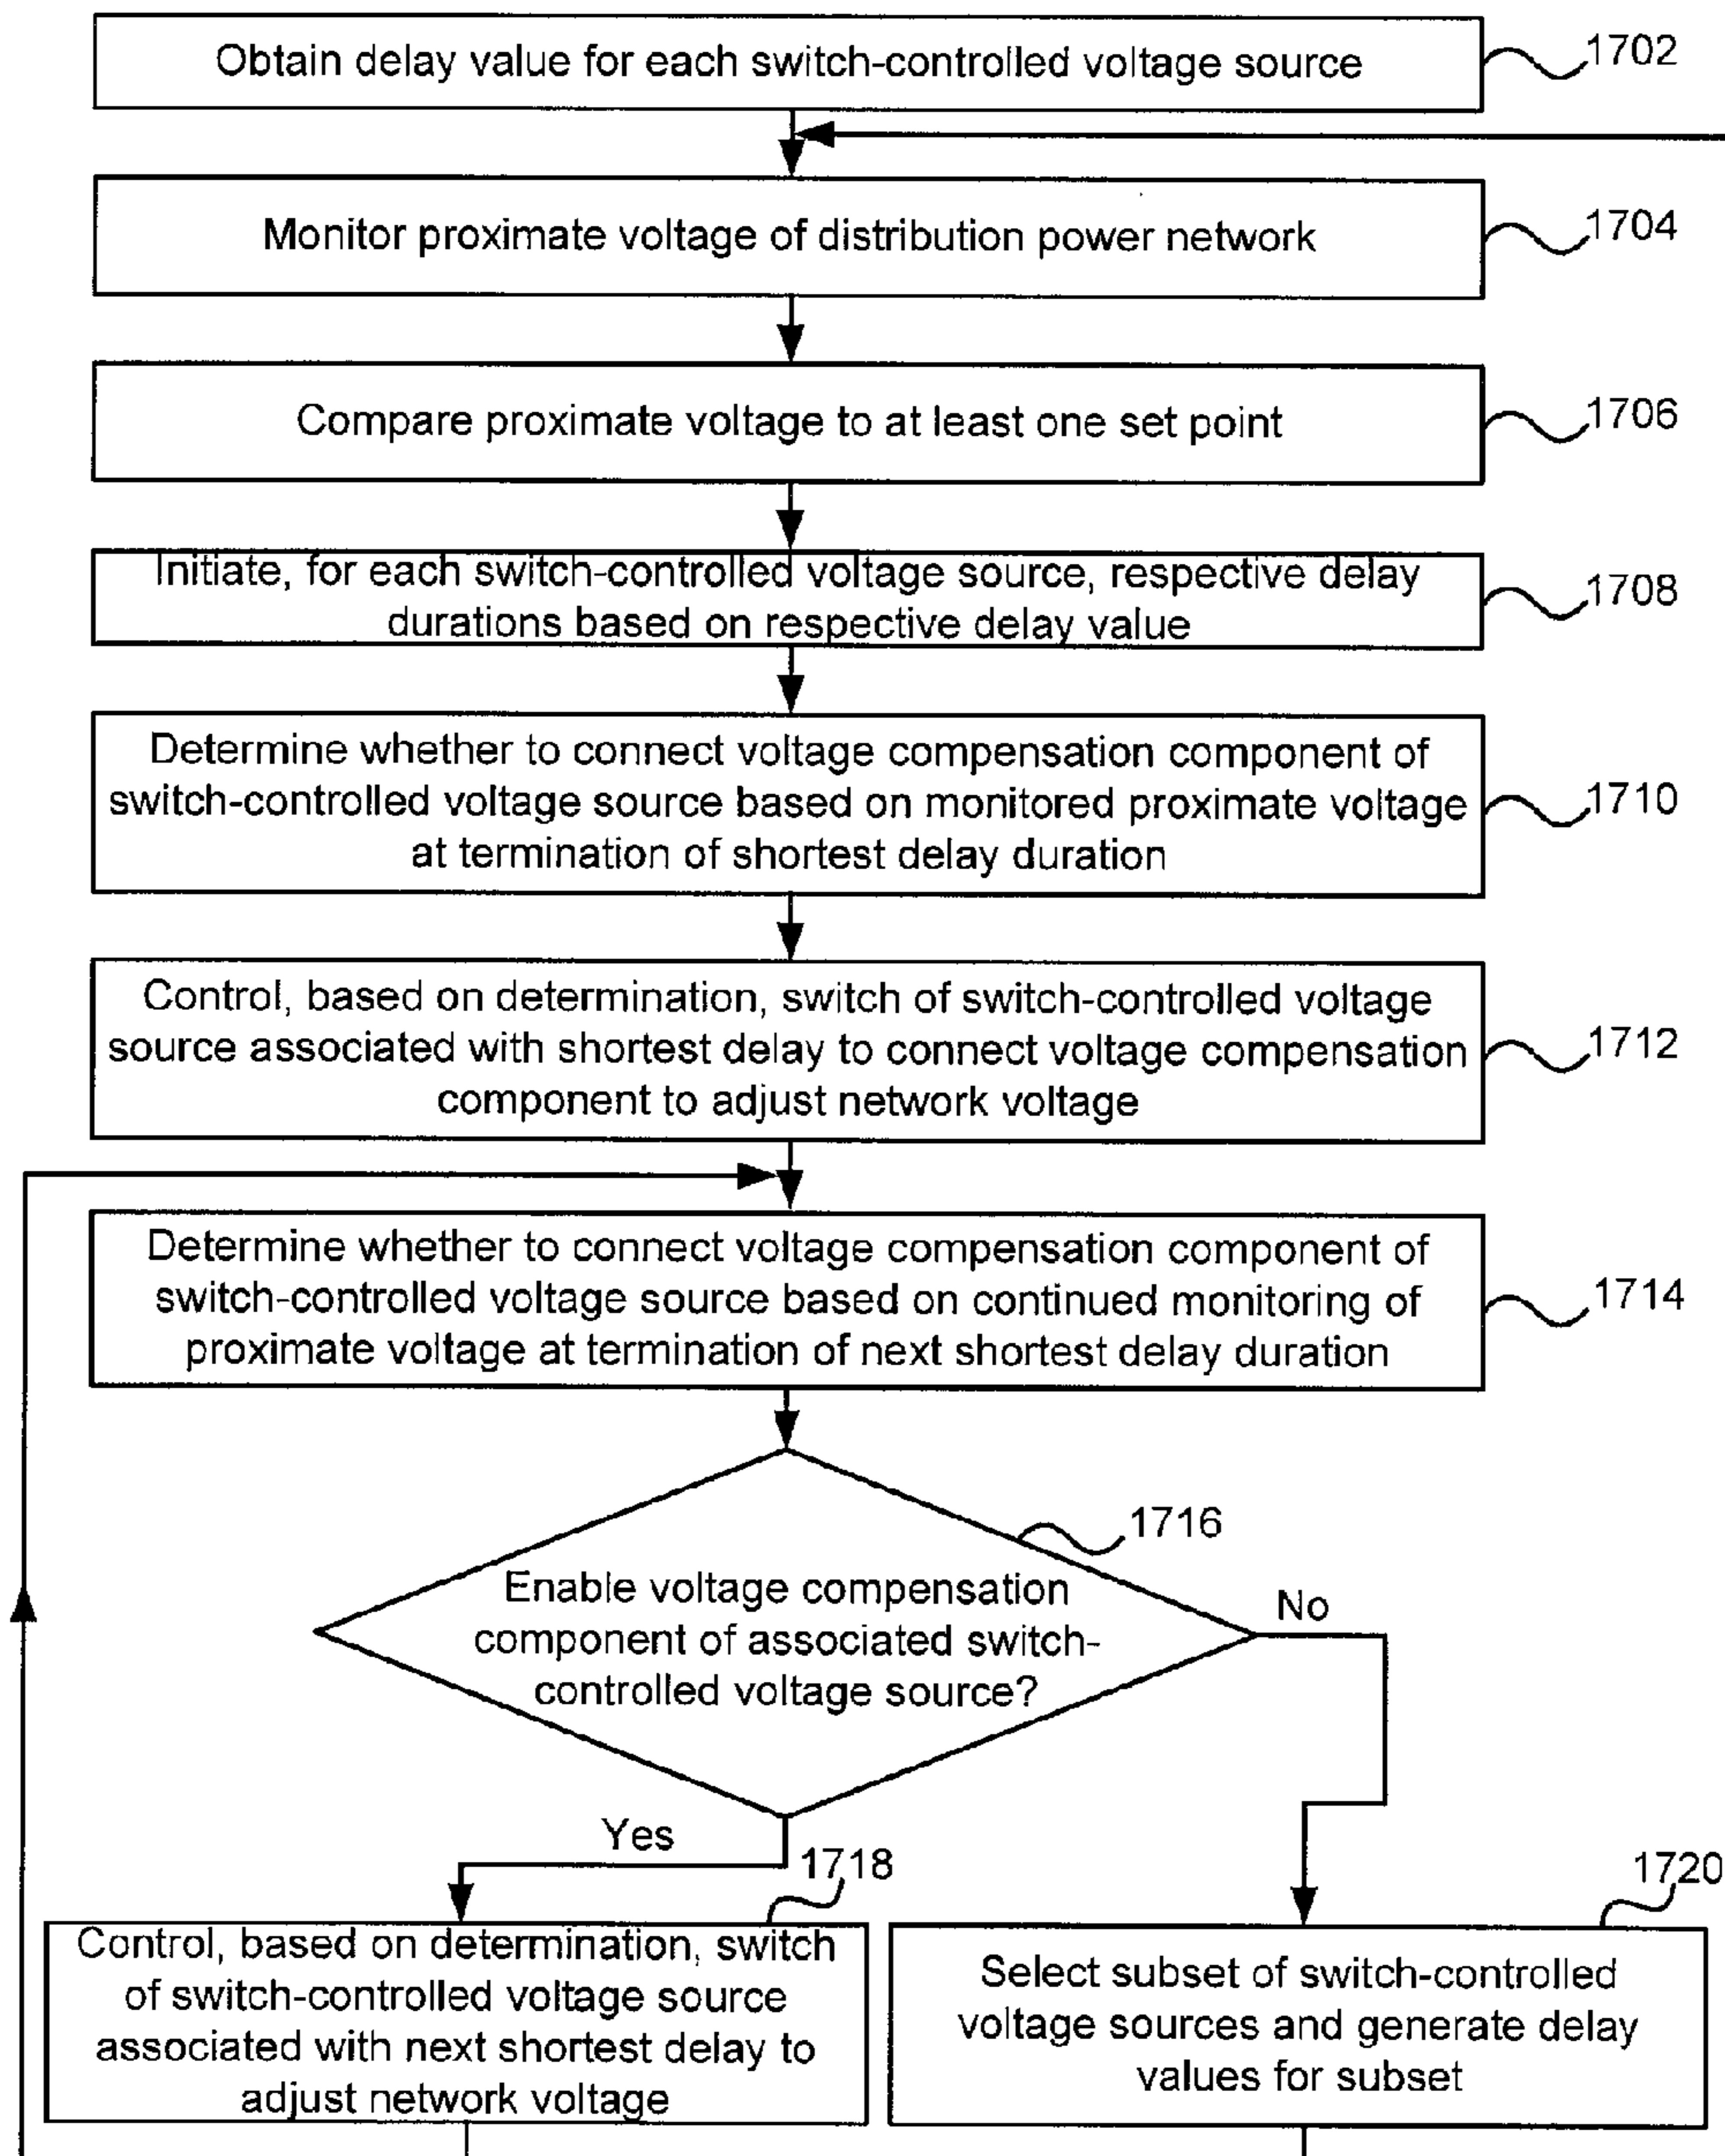 Obtain delay value for each switch-controlled voltage source
1702
Monitor proximate voltage of distribution power network
1704
Compare proximate voltage to at least one set point
1706
Initiate, for each switch-controlled voltage source, respective delay
durations based on respective delay value
1708
Determine whether to connect voltage compensation component of
switch-controlled voltage source based on monitored proximate voltage
at termination of shortest delay duration
1710
Control, based on determination, switch of switch-controlled voltage
source associated with shortest delay to connect voltage compensation
component to adjust network voltage
1712
Determine whether to connect voltage compensation component of
switch-controlled voltage source based on continued monitoring of
proximate voltage at termination of next shortest delay duration
1714
1716
Enable voltage compensation
component of associated switch-
controlled voltage source?
No
Yes
1718
Control, based on determination, switch
of switch-controlled voltage source
associated with next shortest delay to
adjust network voltage
1720
Select subset of switch-controlled
voltage sources and generate delay
values for subset